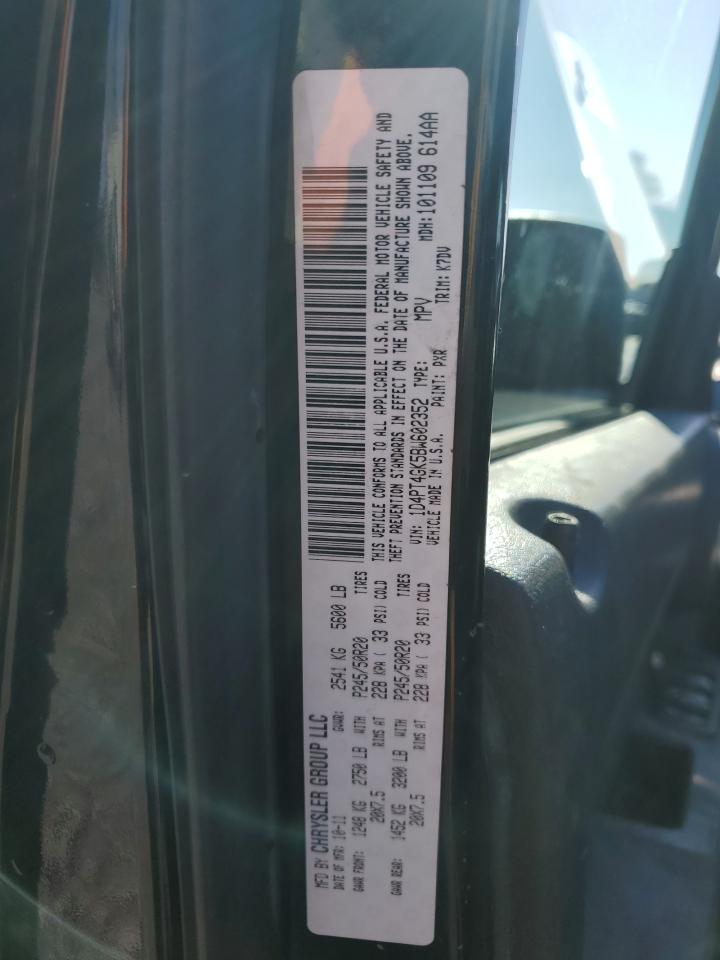 MFD BY CHRYSLER GROUP LLC
DATE OF MFR: 10-11 GVWR: 2541 KG 5600 LB
GAWR FRONT: 1248 KG 2750 LB WITH P245/50R20 TIRES
20X7.5 RIMS AT 228 KPA ( 33 PSI) COLD
GAWR REAR: 1452 KG 3200 LB WITH P245/50R20 TIRES
20X7.5 RIMS AT 228 KPA ( 33 PSI) COLD
THIS VEHICLE CONFORMS TO ALL APPLICABLE U.S.A. FEDERAL MOTOR VEHICLE SAFETY AND
THEFT PREVENTION STANDARDS IN EFFECT ON THE DATE OF MANUFACTURE SHOWN ABOVE.
VIN: 1D4PT4GK5BW602352 TYPE: MPV MDH: 101109 614AA
VEHICLE MADE IN U.S.A. PAINT: PXR TRIM: K7DV